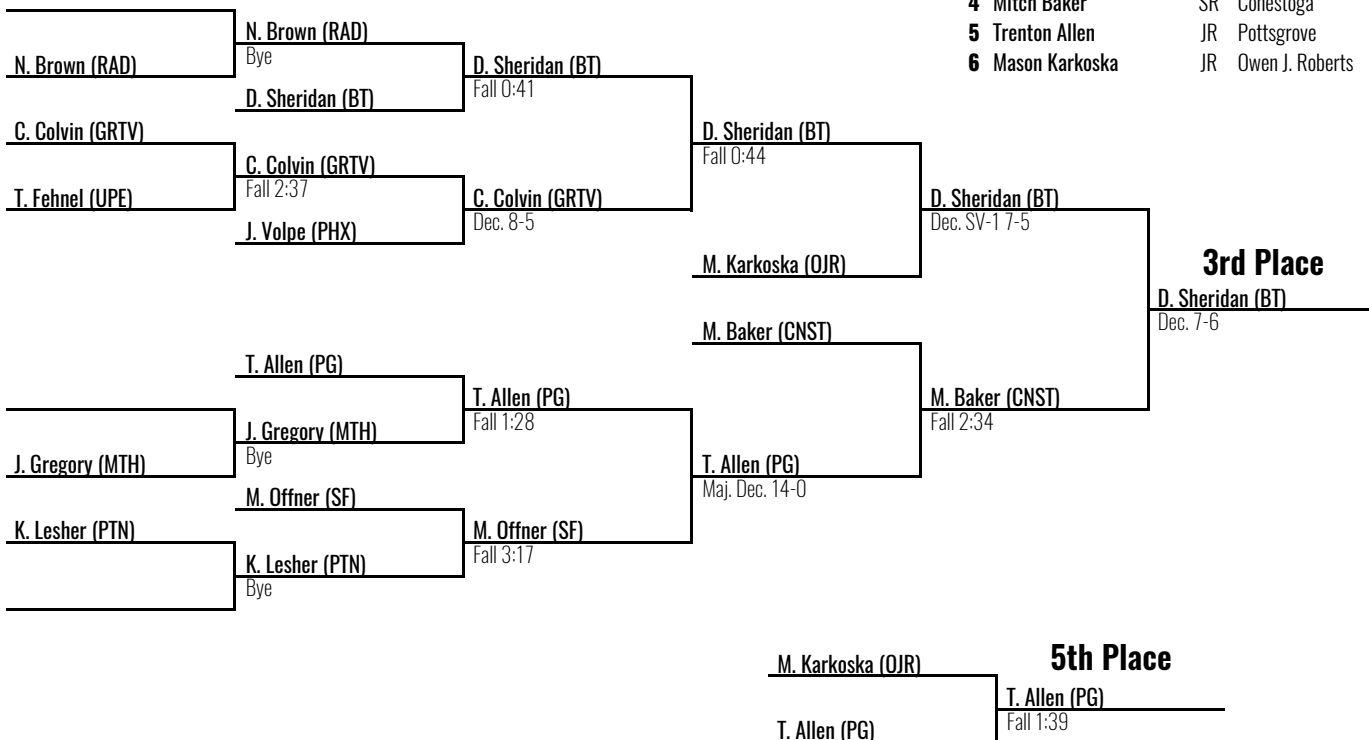 4 Mitch Baker SR Conestoga
5 Trenton Allen JR Pottsgrove
6 Mason Karkoska JR Owen J. Roberts
N. Brown (RAD)
N. Brown (RAD)
Bye
D. Sheridan (BT)
D. Sheridan (BT)
Fall 0:41
C. Colvin (GRTV)
T. Fehnel (UPE)
C. Colvin (GRTV)
Fall 2:37
J. Volpe (PHX)
C. Colvin (GRTV)
Dec. 8-5
D. Sheridan (BT)
Fall 0:44
M. Karkoska (OJR)
D. Sheridan (BT)
Dec. SV-1 7-5
3rd Place
D. Sheridan (BT)
Dec. 7-6
M. Baker (CNST)
M. Baker (CNST)
Fall 2:34
T. Allen (PG)
T. Allen (PG)
Fall 1:28
J. Gregory (MTH)
J. Gregory (MTH)
Bye
T. Allen (PG)
Maj. Dec. 14-0
M. Offner (SF)
M. Offner (SF)
Fall 3:17
K. Lesher (PTN)
K. Lesher (PTN)
Bye
5th Place
M. Karkoska (OJR)
T. Allen (PG)
Fall 1:39
T. Allen (PG)